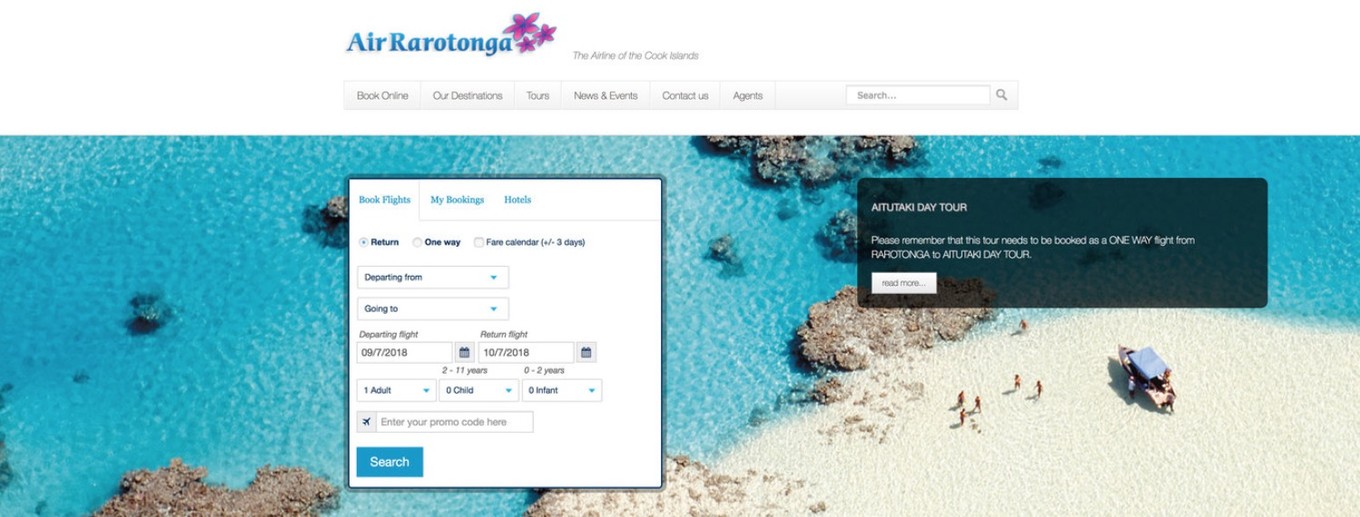 Air Rarotonga
The Airline of the Cook Islands
Book Online
Our Destinations
Tours
News & Events
Contact us
Agents
Search...
Book Flights
My Bookings
Hotels
Return
One way
Fare calendar (+/- 3 days)
Departing from
Going to
Departing flight
Return flight
09/7/2018
10/7/2018
2 - 11 years
0 - 2 years
1 Adult
0 Child
0 Infant
Enter your promo code here
Search
AITUTAKI DAY TOUR
Please remember that this tour needs to be booked as a ONE WAY flight from
RAROTONGA to AITUTAKI DAY TOUR.
read more...